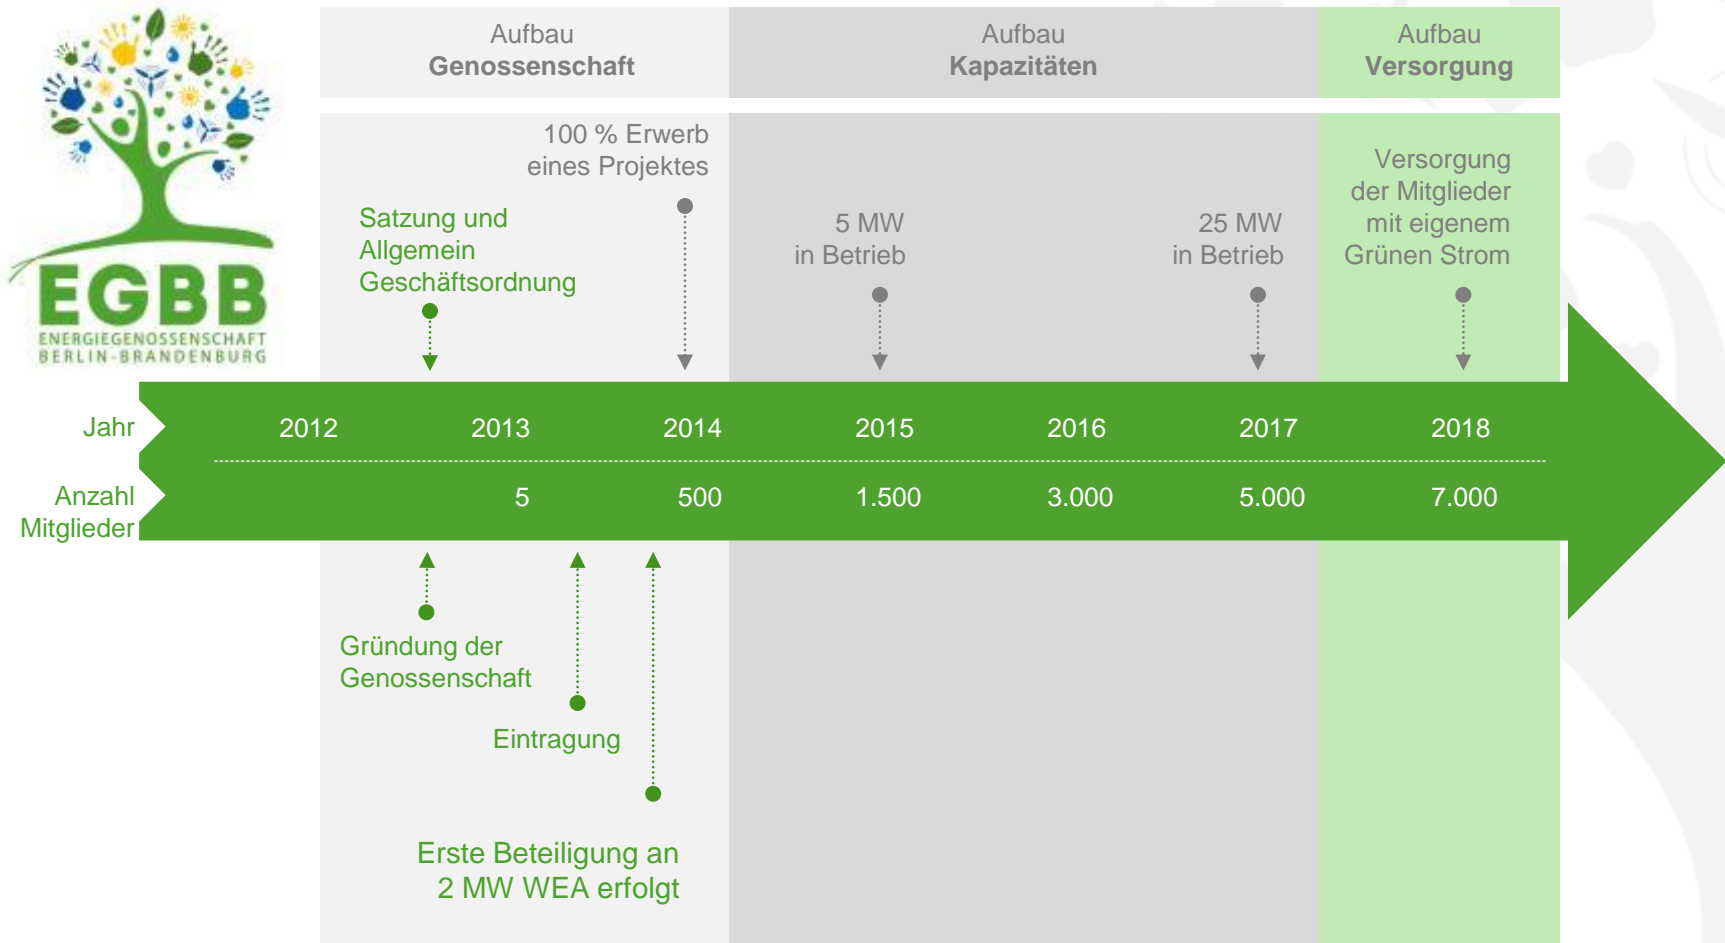 EGBB
ENERGIEGENOSSENSCHAFT
BERLIN-BRANDENBURG
Aufbau
Genossenschaft
Aufbau
Kapazitäten
Aufbau
Versorgung
100 % Erwerb
eines Projektes
Satzung und
Allgemein
Geschäftsordnung
5 MW
in Betrieb
25 MW
in Betrieb
Versorgung
der Mitglieder
mit eigenem
Grünen Strom
Jahr 2012 2013 2014 2015 2016 2017 2018
Anzahl
Mitglieder
5 500 1.500 3.000 5.000 7.000
Gründung der
Genossenschaft
Eintragung
Erste Beteiligung an
2 MW WEA erfolgt